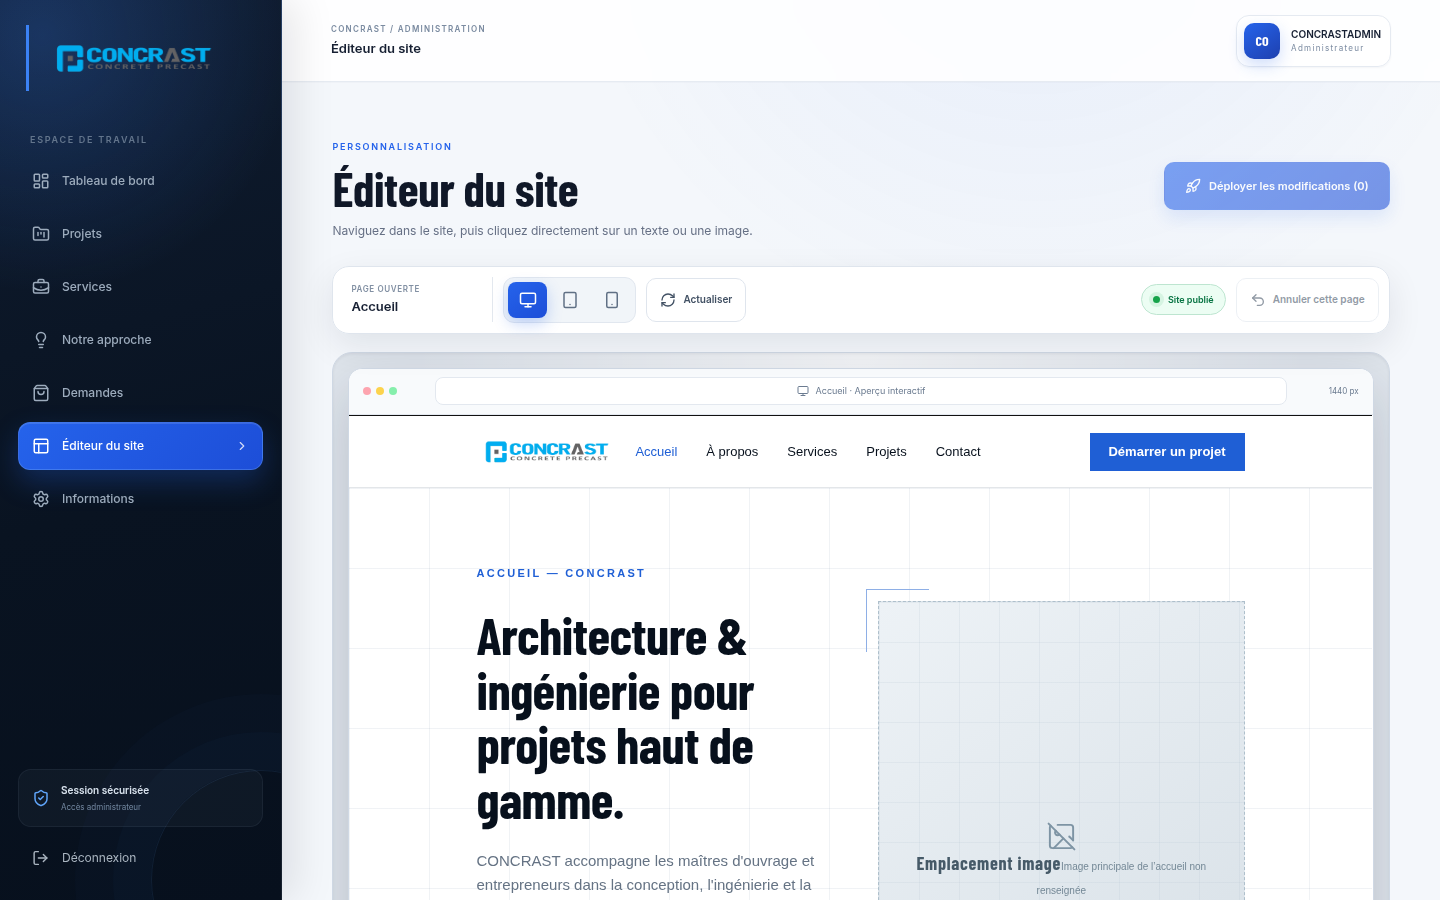 CONCRAST
CONCRETE PRECAST
ESPACE DE TRAVAIL
Tableau de bord
Projets
Services
Notre approche
Demandes
Éditeur du site
Informations
Session sécurisée
Accès administrateur
Déconnexion
CONCRAST / ADMINISTRATION
Éditeur du site
CO
CONCRASTADMIN
Administrateur
PERSONNALISATION
Éditeur du site
Naviguez dans le site, puis cliquez directement sur un texte ou une image.
Déployer les modifications (0)
PAGE OUVERTE
Accueil
Actualiser
Site publié
Annuler cette page
Accueil · Aperçu interactif
1440 px
CONCRAST
CONCRETE PRECAST
Accueil
À propos
Services
Projets
Contact
Démarrer un projet
ACCUEIL — CONCRAST
Architecture &
ingénierie pour
projets haut de
gamme.
CONCRAST accompagne les maîtres d'ouvrage et
entrepreneurs dans la conception, l'ingénierie et la
Emplacement image Image principale de l'accueil non
renseignée